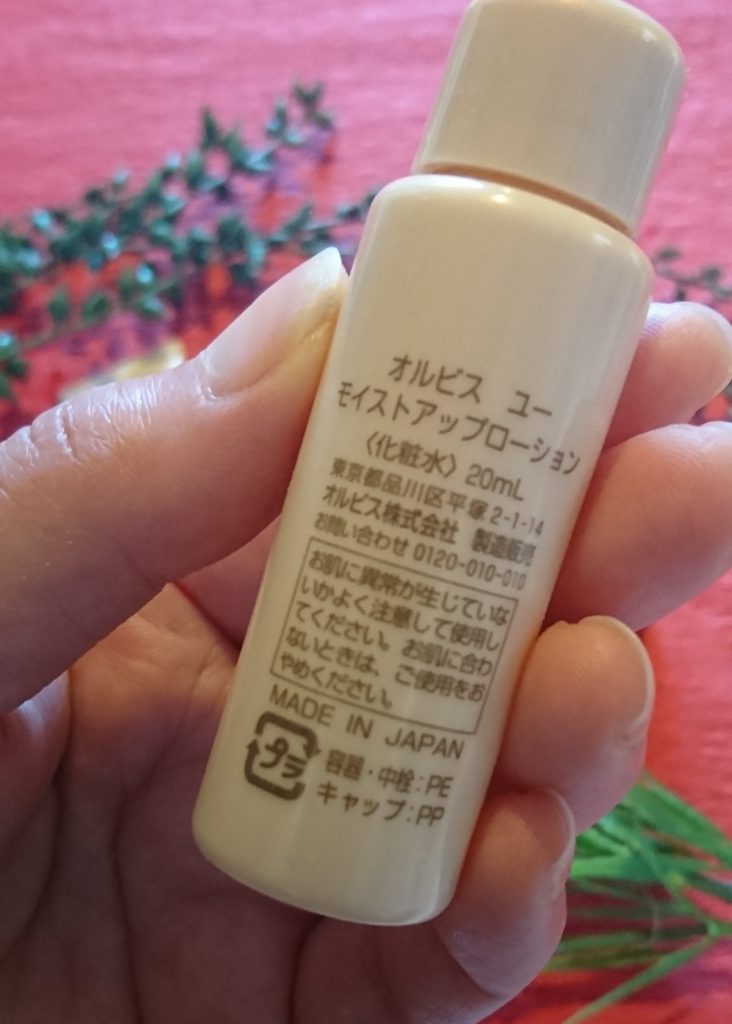 オルビス ユー
モイストアップローション
〈化粧水〉20mL
東京都品川区平塚2-1-14
オルビス株式会社 製造販売
お問い合わせ 0120-010-010
お肌に異常が生じていな
いかよく注意して使用し
てください。お肌に合わ
ないときは、ご使用をお
やめください。
MADE IN JAPAN
プラ
容器・中栓:PE
キャップ:PP